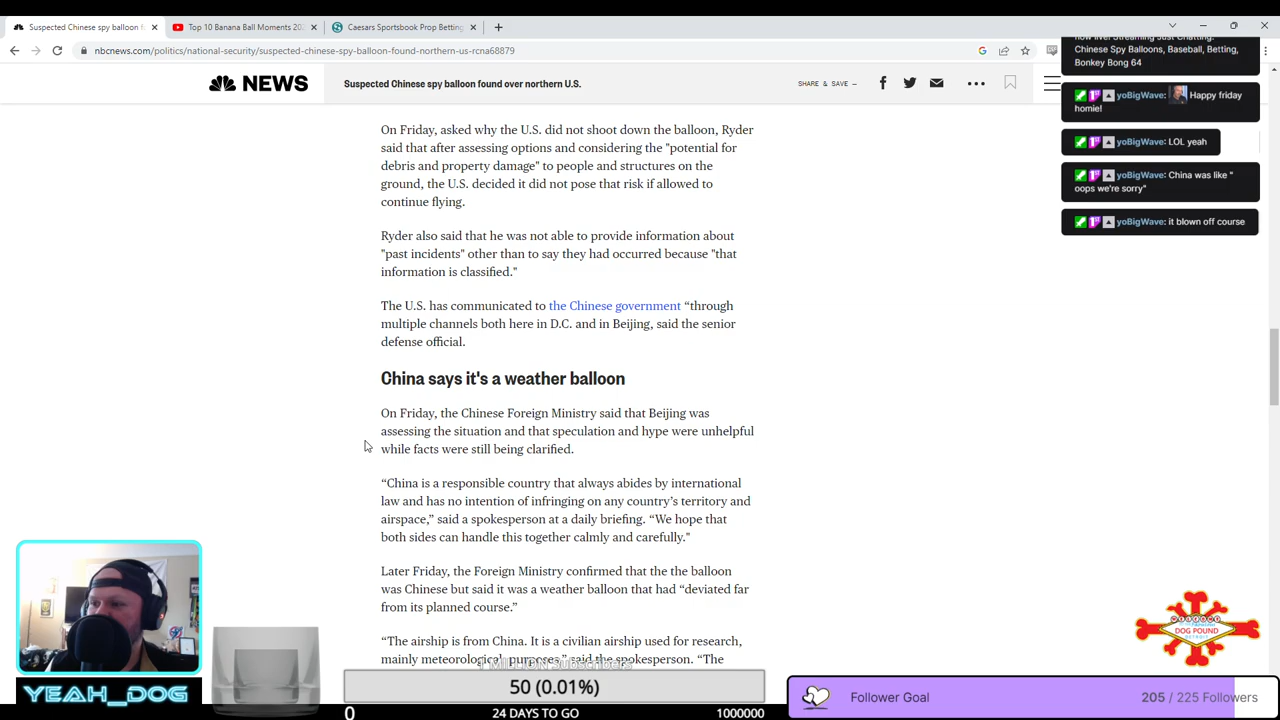 Suspected Chinese spy balloon f
Top 10 Banana Ball Moments 202
Caesars Sportsbook Prop Betting
nbcnews.com/politics/national-security/suspected-chinese-spy-balloon-found-northern-us-rcna68879
NEWS
Suspected Chinese spy balloon found over northern U.S.
SHARE & SAVE —
now live! Streaming Just Chatting:
Chinese Spy Balloons, Baseball, Betting,
Bonkey Bong 64
yoBigWave: Happy friday
homie!
yoBigWave: LOL yeah
yoBigWave: China was like "
oops we're sorry"
yoBigWave: it blown off course
On Friday, asked why the U.S. did not shoot down the balloon, Ryder
said that after assessing options and considering the "potential for
debris and property damage" to people and structures on the
ground, the U.S. decided it did not pose that risk if allowed to
continue flying.
Ryder also said that he was not able to provide information about
"past incidents" other than to say they had occurred because "that
information is classified."
The U.S. has communicated to the Chinese government “through
multiple channels both here in D.C. and in Beijing, said the senior
defense official.
China says it's a weather balloon
On Friday, the Chinese Foreign Ministry said that Beijing was
assessing the situation and that speculation and hype were unhelpful
while facts were still being clarified.
“China is a responsible country that always abides by international
law and has no intention of infringing on any country’s territory and
airspace,” said a spokesperson at a daily briefing. “We hope that
both sides can handle this together calmly and carefully."
Later Friday, the Foreign Ministry confirmed that the the balloon
was Chinese but said it was a weather balloon that had “deviated far
from its planned course.”
“The airship is from China. It is a civilian airship used for research,
mainly meteorological, purposes,” said the spokesperson. “The
1 MILLION SUBSCRIBERS
50 (0.01%)
0
24 DAYS TO GO
1000000
YEAH_DOG
DOG POUND
DETROIT
Follower Goal
205 / 225 Followers